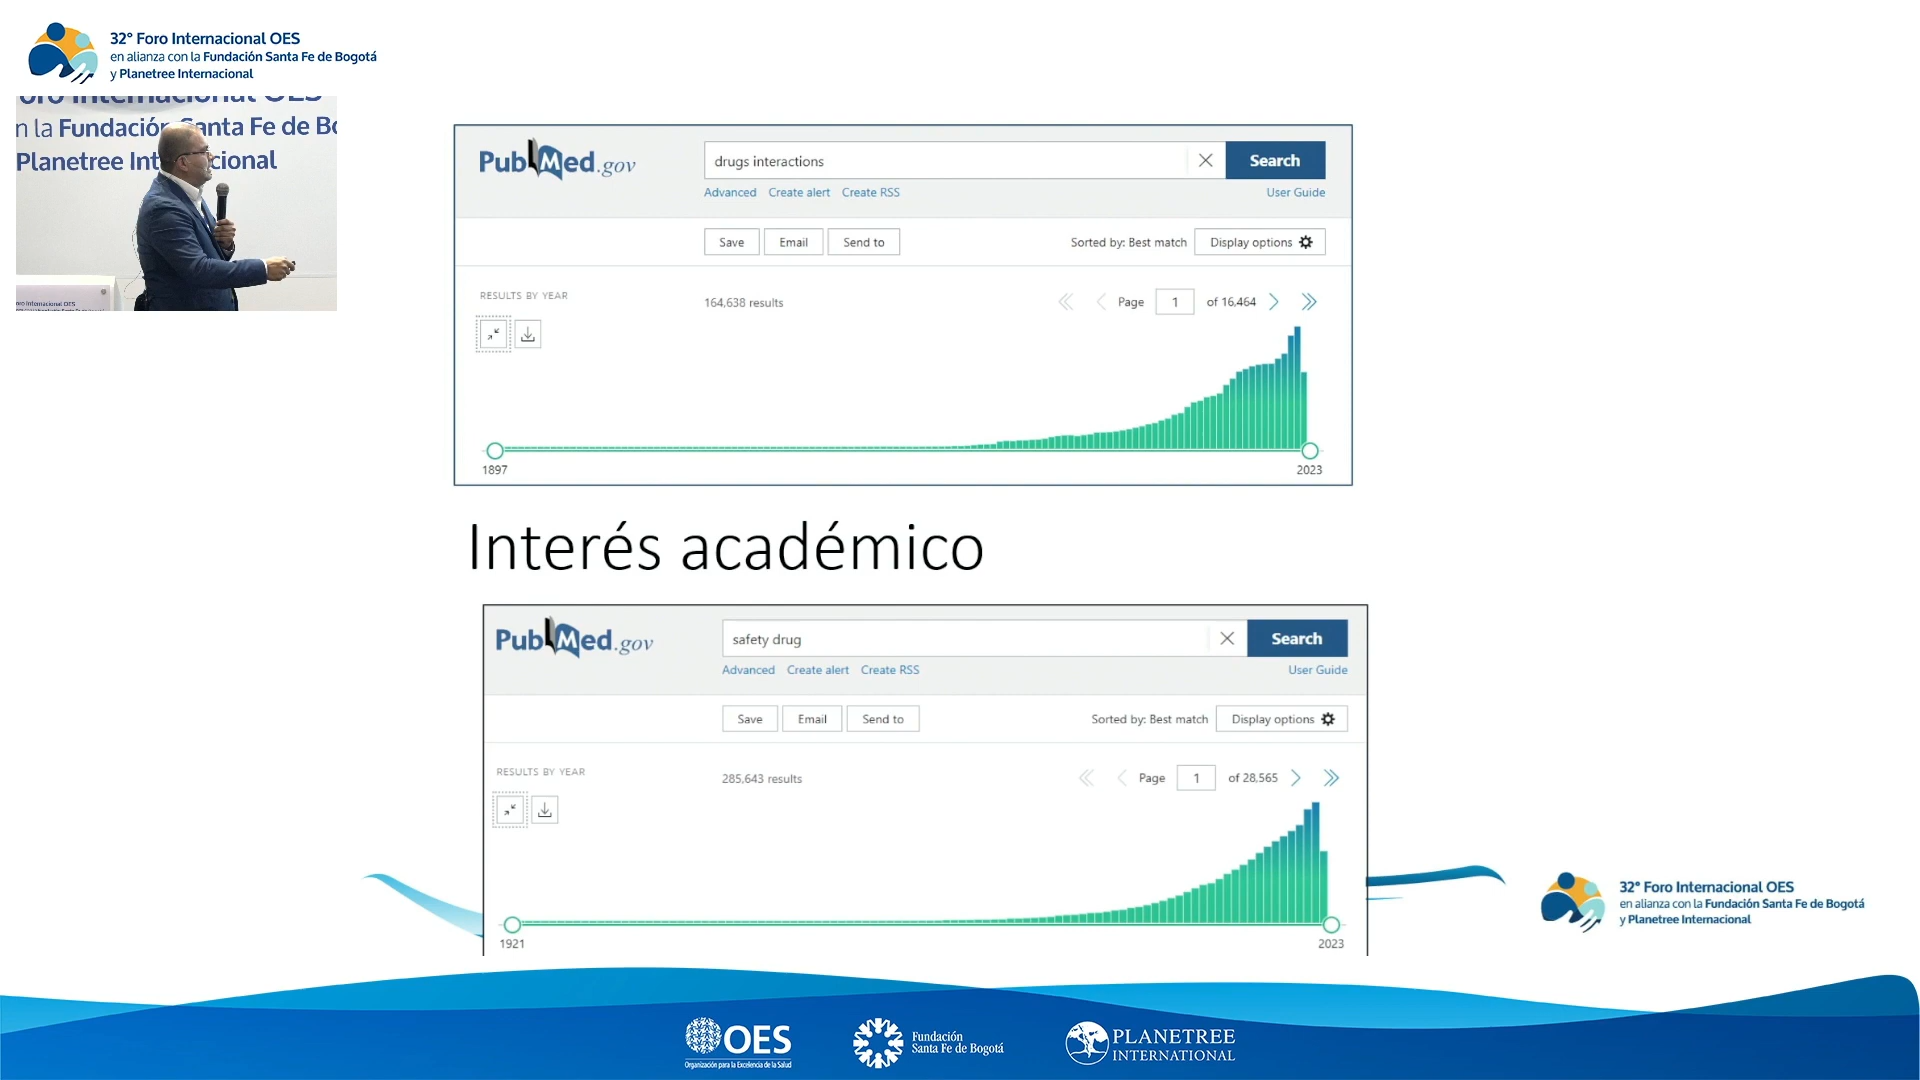 32° Foro Internacional OES
en alianza con la Fundación Santa Fe de Bogotá
y Planetree Internacional
oro Internacional OES
n la Fundación Santa Fe de Bo
Planetree Int cional
oro Internacional OES
PubMed.gov
drugs interactions
Search
Advanced Create alert Create RSS
User Guide
Save Email Send to
Sorted by: Best match
Display options
RESULTS BY YEAR
164,638 results
Page 1 of 16,464
1897
2023
Interés académico
PubMed.gov
safety drug
Search
Advanced Create alert Create RSS
User Guide
Save Email Send to
Sorted by: Best match
Display options
RESULTS BY YEAR
285,643 results
Page 1 of 28,565
1921
2023
32° Foro Internacional OES
en alianza con la Fundación Santa Fe de Bogotá
y Planetree Internacional
OES
Organización para la Excelencia de la Salud
Fundación
Santa Fe de Bogotá
PLANETREE
INTERNATIONAL